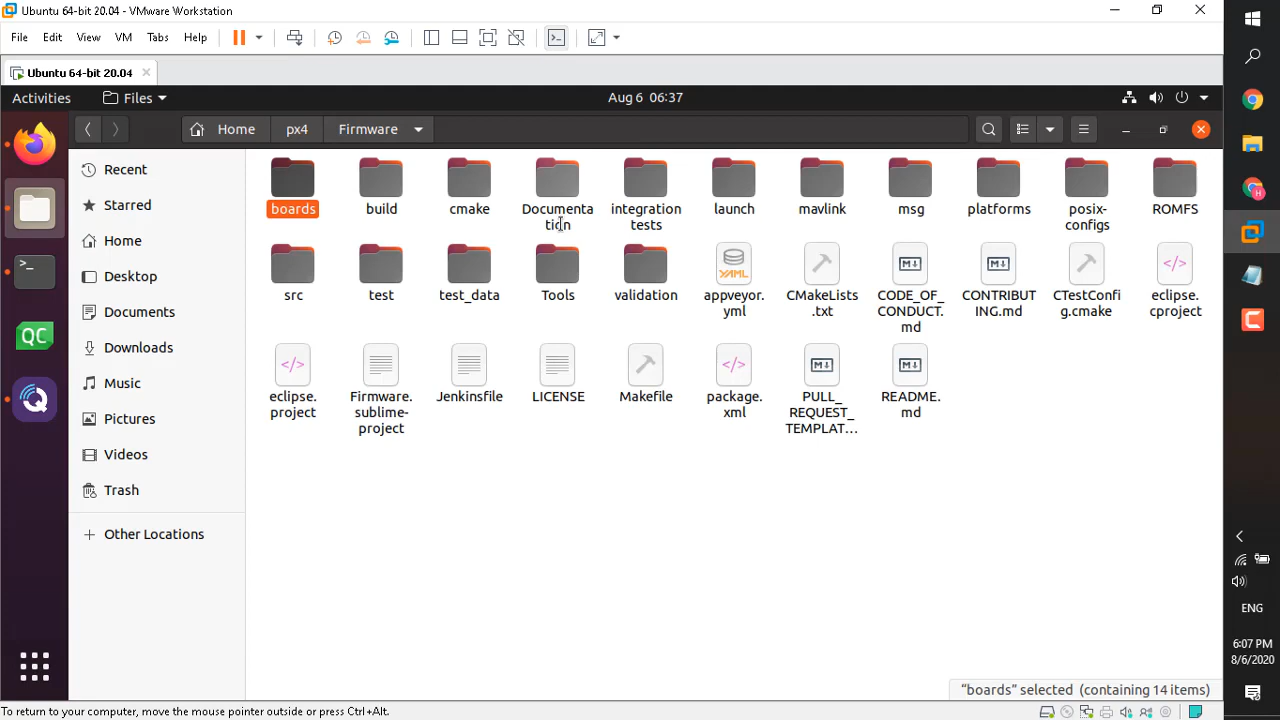 Ubuntu 64-bit 20.04 - VMware Workstation
File Edit View VM Tabs Help
Ubuntu 64-bit 20.04
Activities Files Aug 6 06:37
Home px4 Firmware
Recent
Starred
Home
Desktop
Documents
Downloads
Music
Pictures
Videos
Trash
Other Locations
boards build cmake Documenta integration launch mavlink msg platforms posix- ROMFS
tion tests configs
src test test_data Tools validation appveyor. CMakeLists CODE_OF_ CONTRIBUT CTestConfi eclipse.
yml .txt CONDUCT. ING.md g.cmake cproject
md
eclipse. Firmware. Jenkinsfile LICENSE Makefile package. PULL_ README.
project sublime- xml REQUEST_ md
project TEMPLAT...
YAML
QC
"boards" selected (containing 14 items)
To return to your computer, move the mouse pointer outside or press Ctrl+Alt.
ENG
6:07 PM
8/6/2020